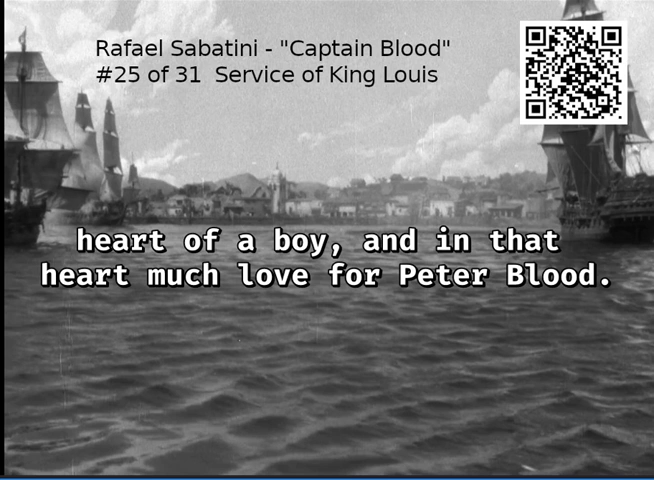 Rafael Sabatini - "Captain Blood"
#25 of 31  Service of King Louis
heart of a boy, and in that
heart much love for Peter Blood.